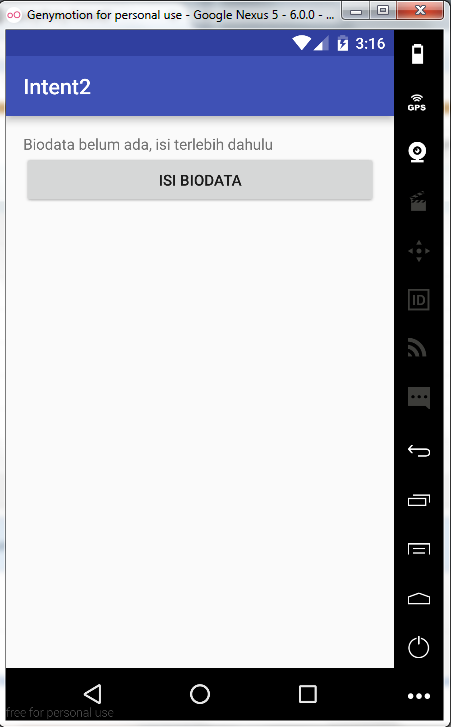 Genymotion for personal use - Google Nexus 5 - 6.0.0 - ...
3:16
Intent2
GPS
Biodata belum ada, isi terlebih dahulu
ISI BIODATA
ID
free for personal use